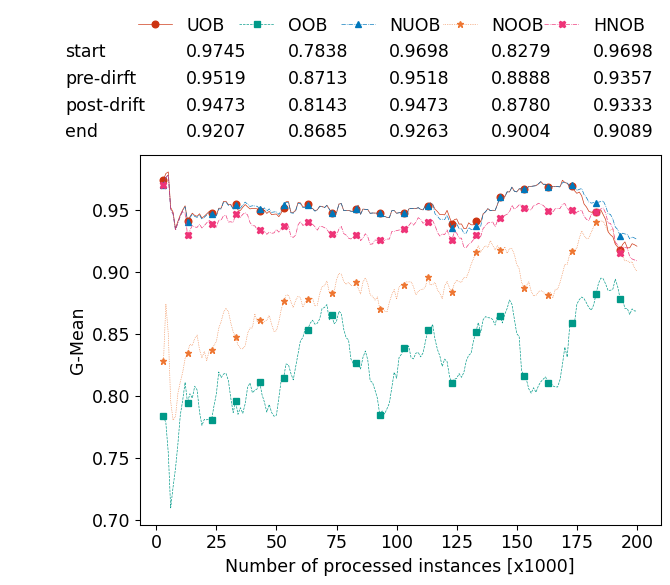 UOB OOB NUOB NOOB HNOB
start 0.9745 0.7838 0.9698 0.8279 0.9698
pre-dirft 0.9519 0.8713 0.9518 0.8888 0.9357
post-drift 0.9473 0.8143 0.9473 0.8780 0.9333
end 0.9207 0.8685 0.9263 0.9004 0.9089
0.95
0.90
0.85
0.80
0.75
0.70
G-Mean
0 25 50 75 100 125 150 175 200
Number of processed instances [x1000]